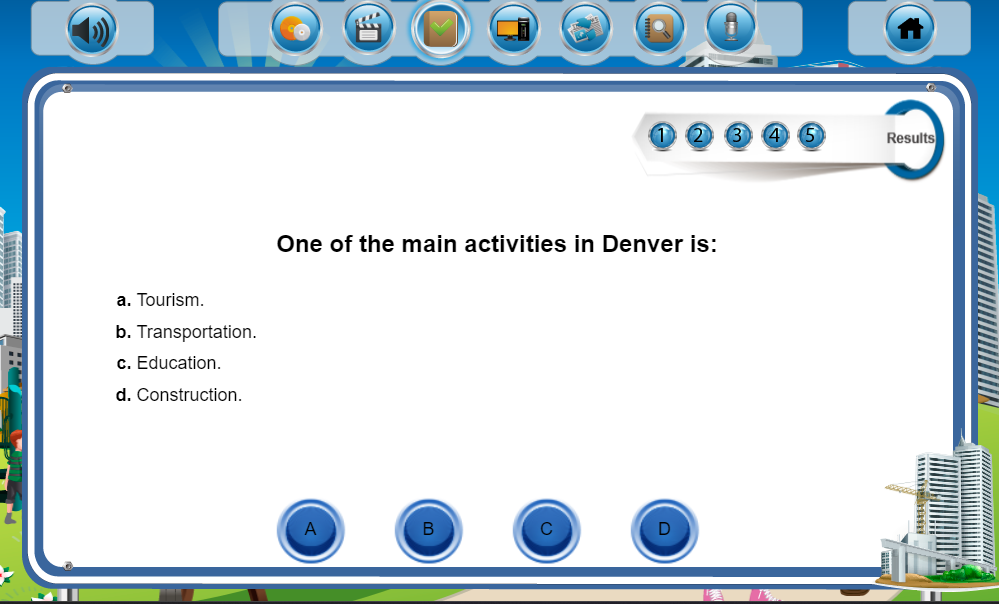 1 2 3 4 5 Results
One of the main activities in Denver is:
a. Tourism.
b. Transportation.
c. Education.
d. Construction.
A B C D